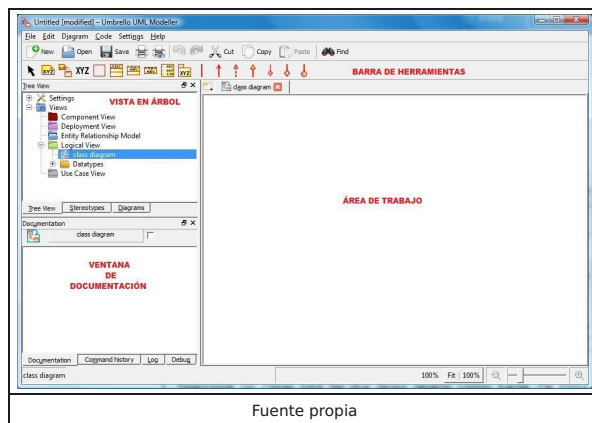 Untitled [modified] – Umbrello UML Modeller
File Edit Diagram Code Settings Help
New Open Save Cut Copy Paste Find
XYZ
BARRA DE HERRAMIENTAS
Tree View
class diagram
Settings
VISTA EN ÁRBOL
Views
Component View
Deployment View
Entity Relationship Model
Logical View
class diagram
Datatypes
Use Case View
ÁREA DE TRABAJO
Tree View Stereotypes Diagrams
Documentation
class diagram
VENTANA
DE
DOCUMENTACIÓN
Documentation Command history Log Debug
class diagram
100% Fit 100%
Fuente propia